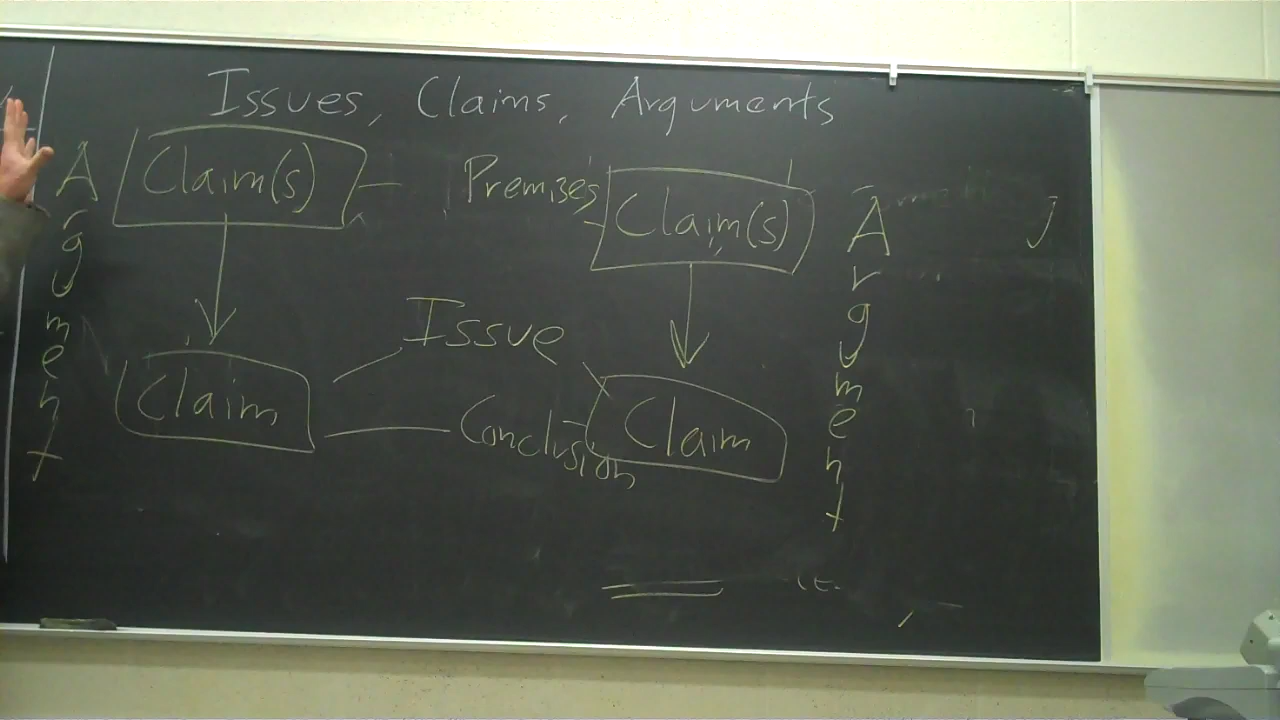 Issues, Claims, Arguments
Argument
Claim(s)
Premises
Claim(s)
Argument
Issue
Claim
Conclusion
Claim